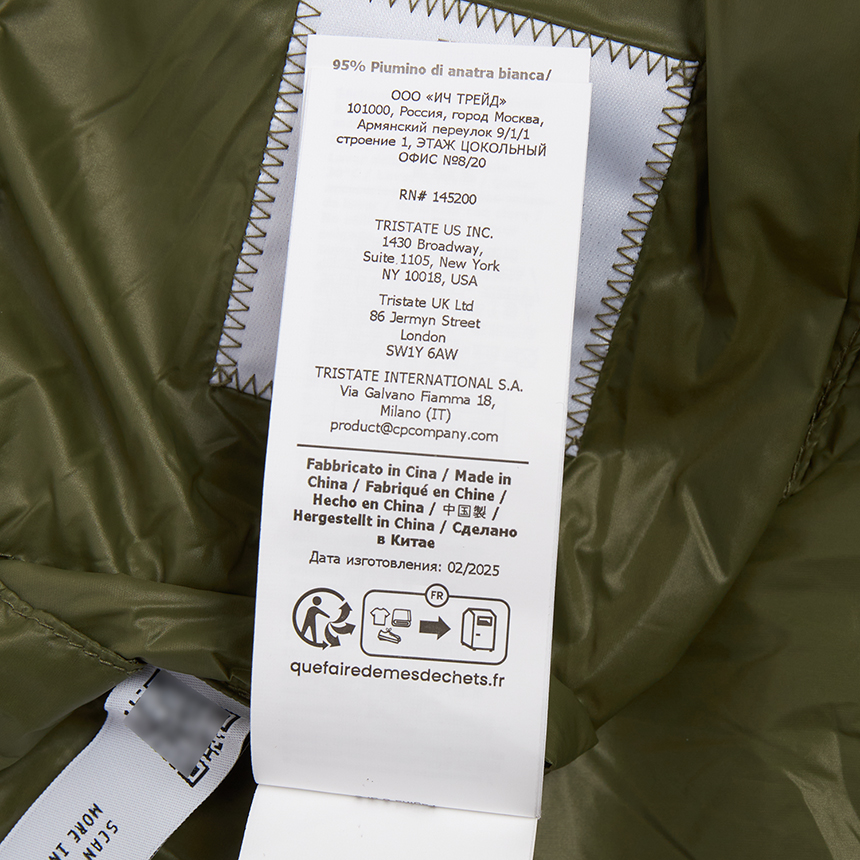 95% Piumino di anatra bianca/
ООО «ИЧ ТРЕЙД»
101000, Россия, город Москва,
Армянский переулок 9/1/1
строение 1, ЭТАЖ ЦОКОЛЬНЫЙ
ОФИС №8/20
RN# 145200
TRISTATE US INC.
1430 Broadway,
Suite 1105, New York
NY 10018, USA
Tristate UK Ltd
86 Jermyn Street
London
SW1Y 6AW
TRISTATE INTERNATIONAL S.A.
Via Galvano Fiamma 18,
Milano (IT)
product@cpcompany.com
Fabbricato in Cina / Made in
China / Fabriqué en Chine /
Hecho en China / 中国製 /
Hergestellt in China / Сделано
в Китае
Дата изготовления: 02/2025
FR
quefairedemesdechets.fr
SCAN
MORE IN